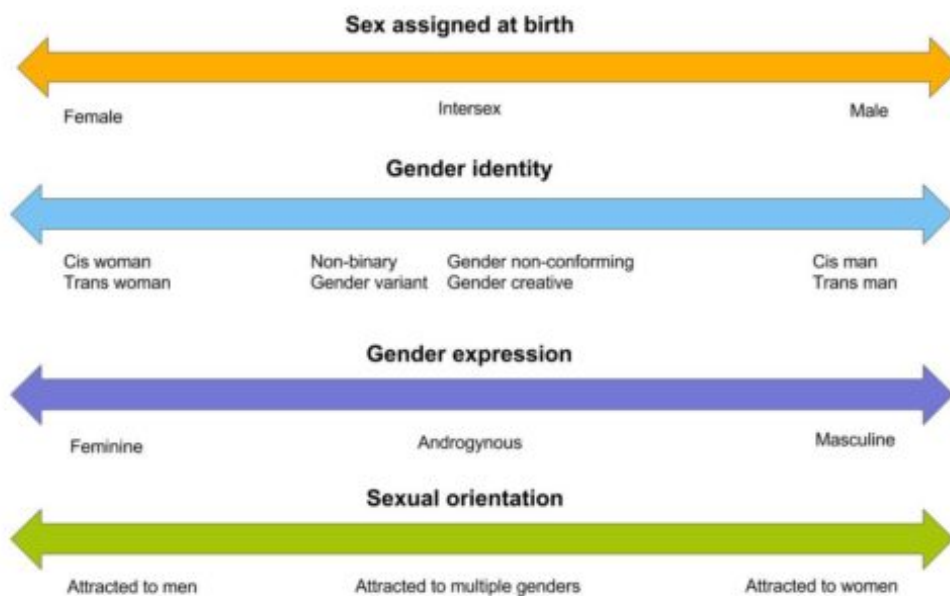 Sex assigned at birth
Female Intersex Male
Gender identity
Cis woman Non-binary Gender non-conforming Cis man
Trans woman Gender variant Gender creative Trans man
Gender expression
Feminine Androgynous Masculine
Sexual orientation
Attracted to men Attracted to multiple genders Attracted to women